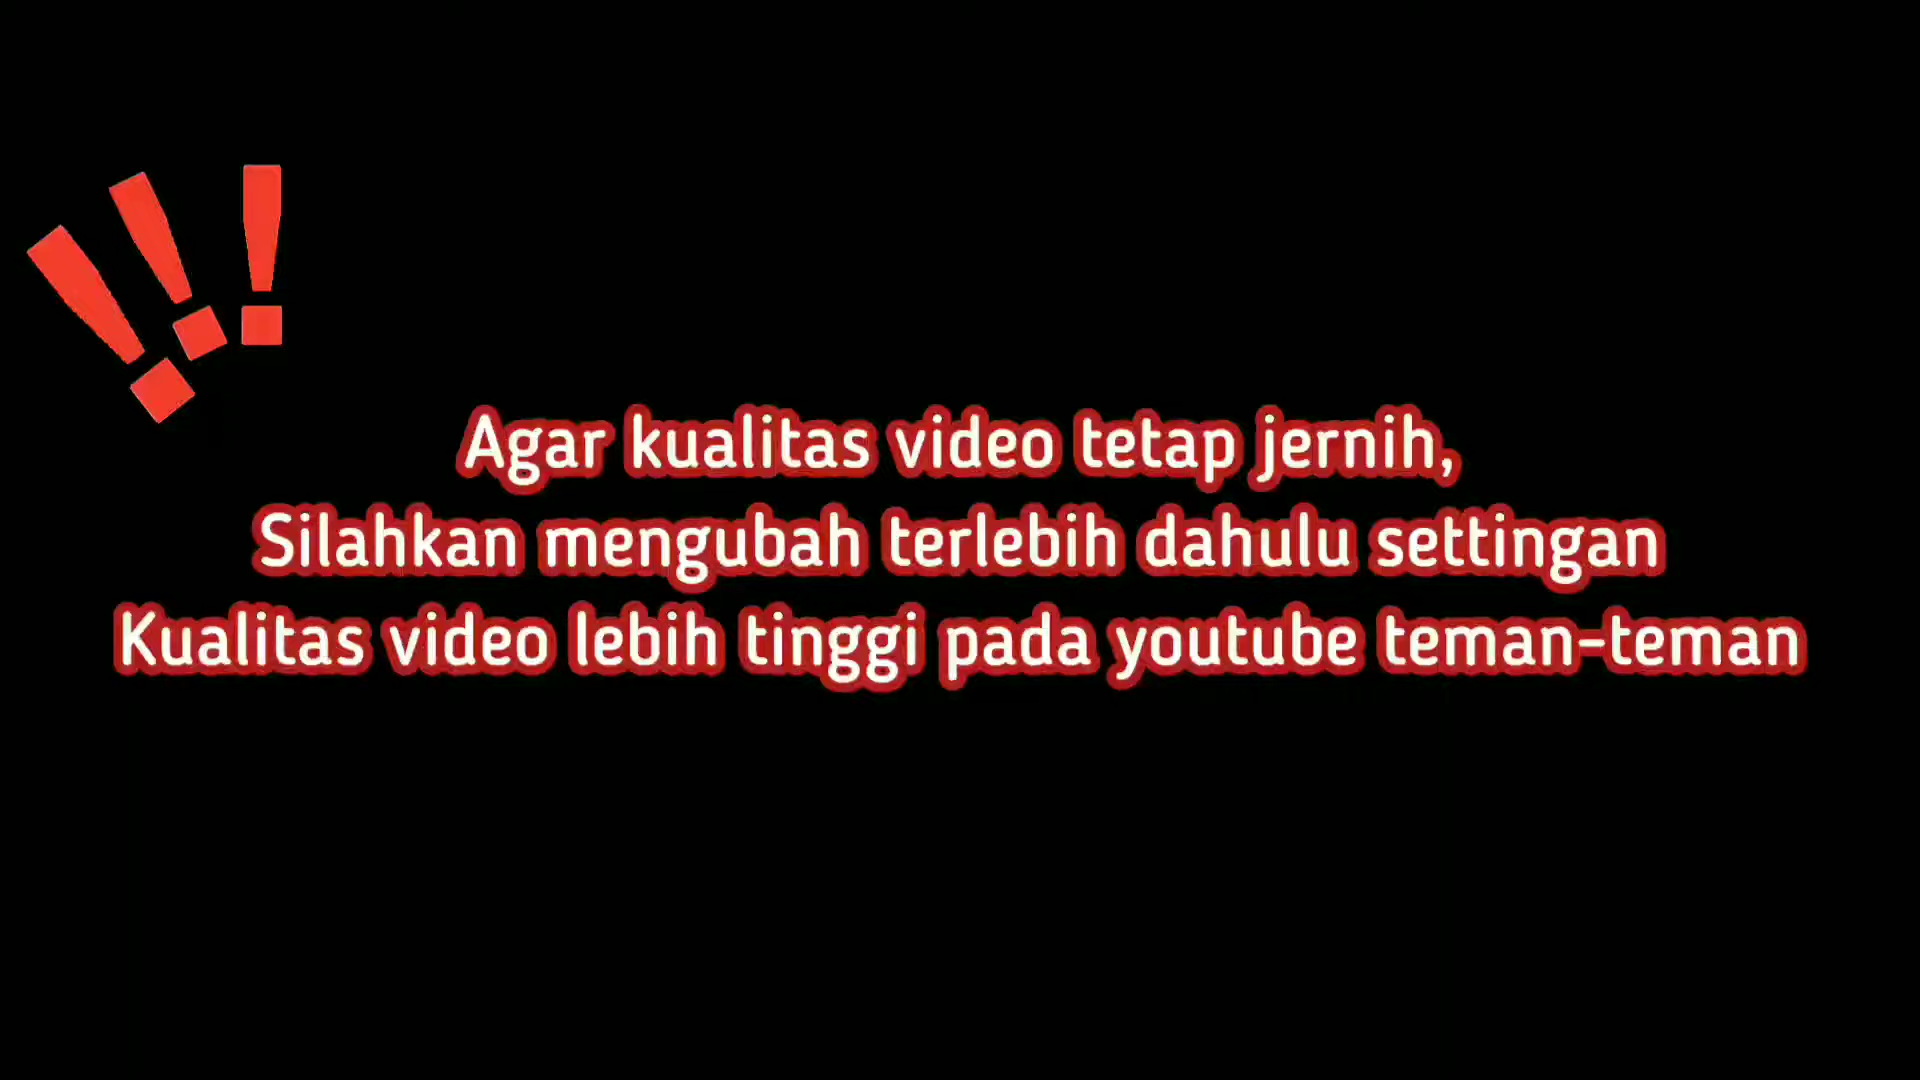 !!!
Agar kualitas video tetap jernih,
Silahkan mengubah terlebih dahulu settingan
Kualitas video lebih tinggi pada youtube teman-teman